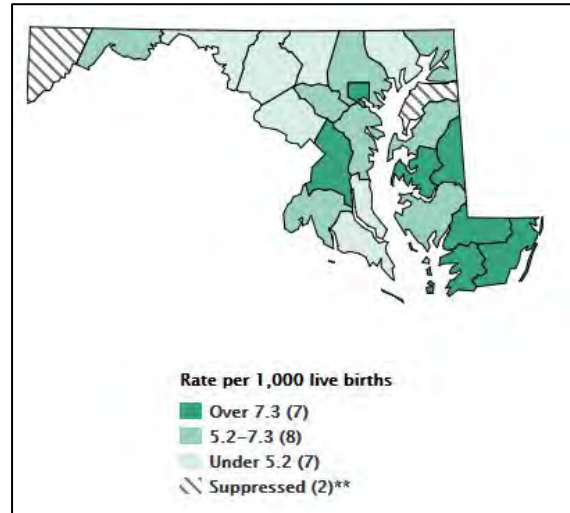 Rate per 1,000 live births
Over 7.3 (7)
5.2–7.3 (8)
Under 5.2 (7)
Suppressed (2)**